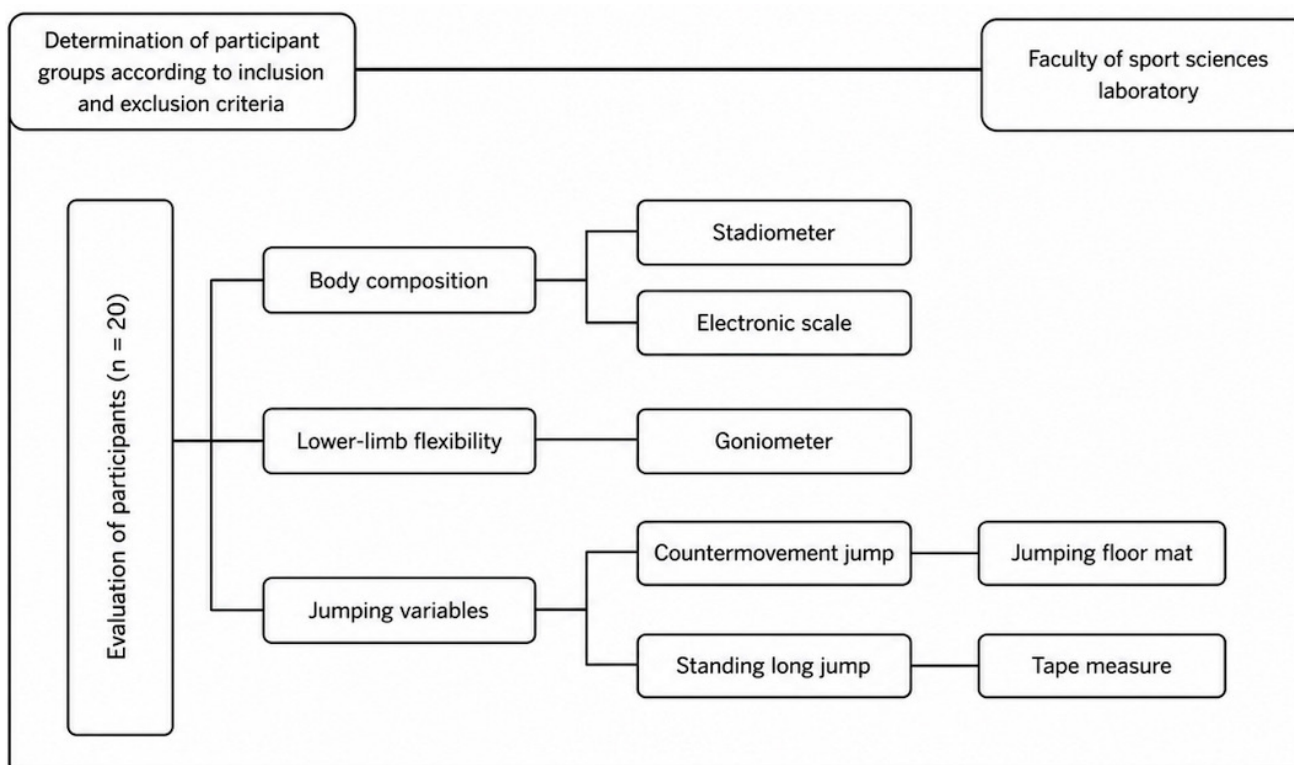 Determination of participant
groups according to inclusion
and exclusion criteria
Faculty of sport sciences
laboratory
Evaluation of participants (n = 20)
Body composition
Stadiometer
Electronic scale
Lower-limb flexibility
Goniometer
Jumping variables
Countermovement jump
Jumping floor mat
Standing long jump
Tape measure